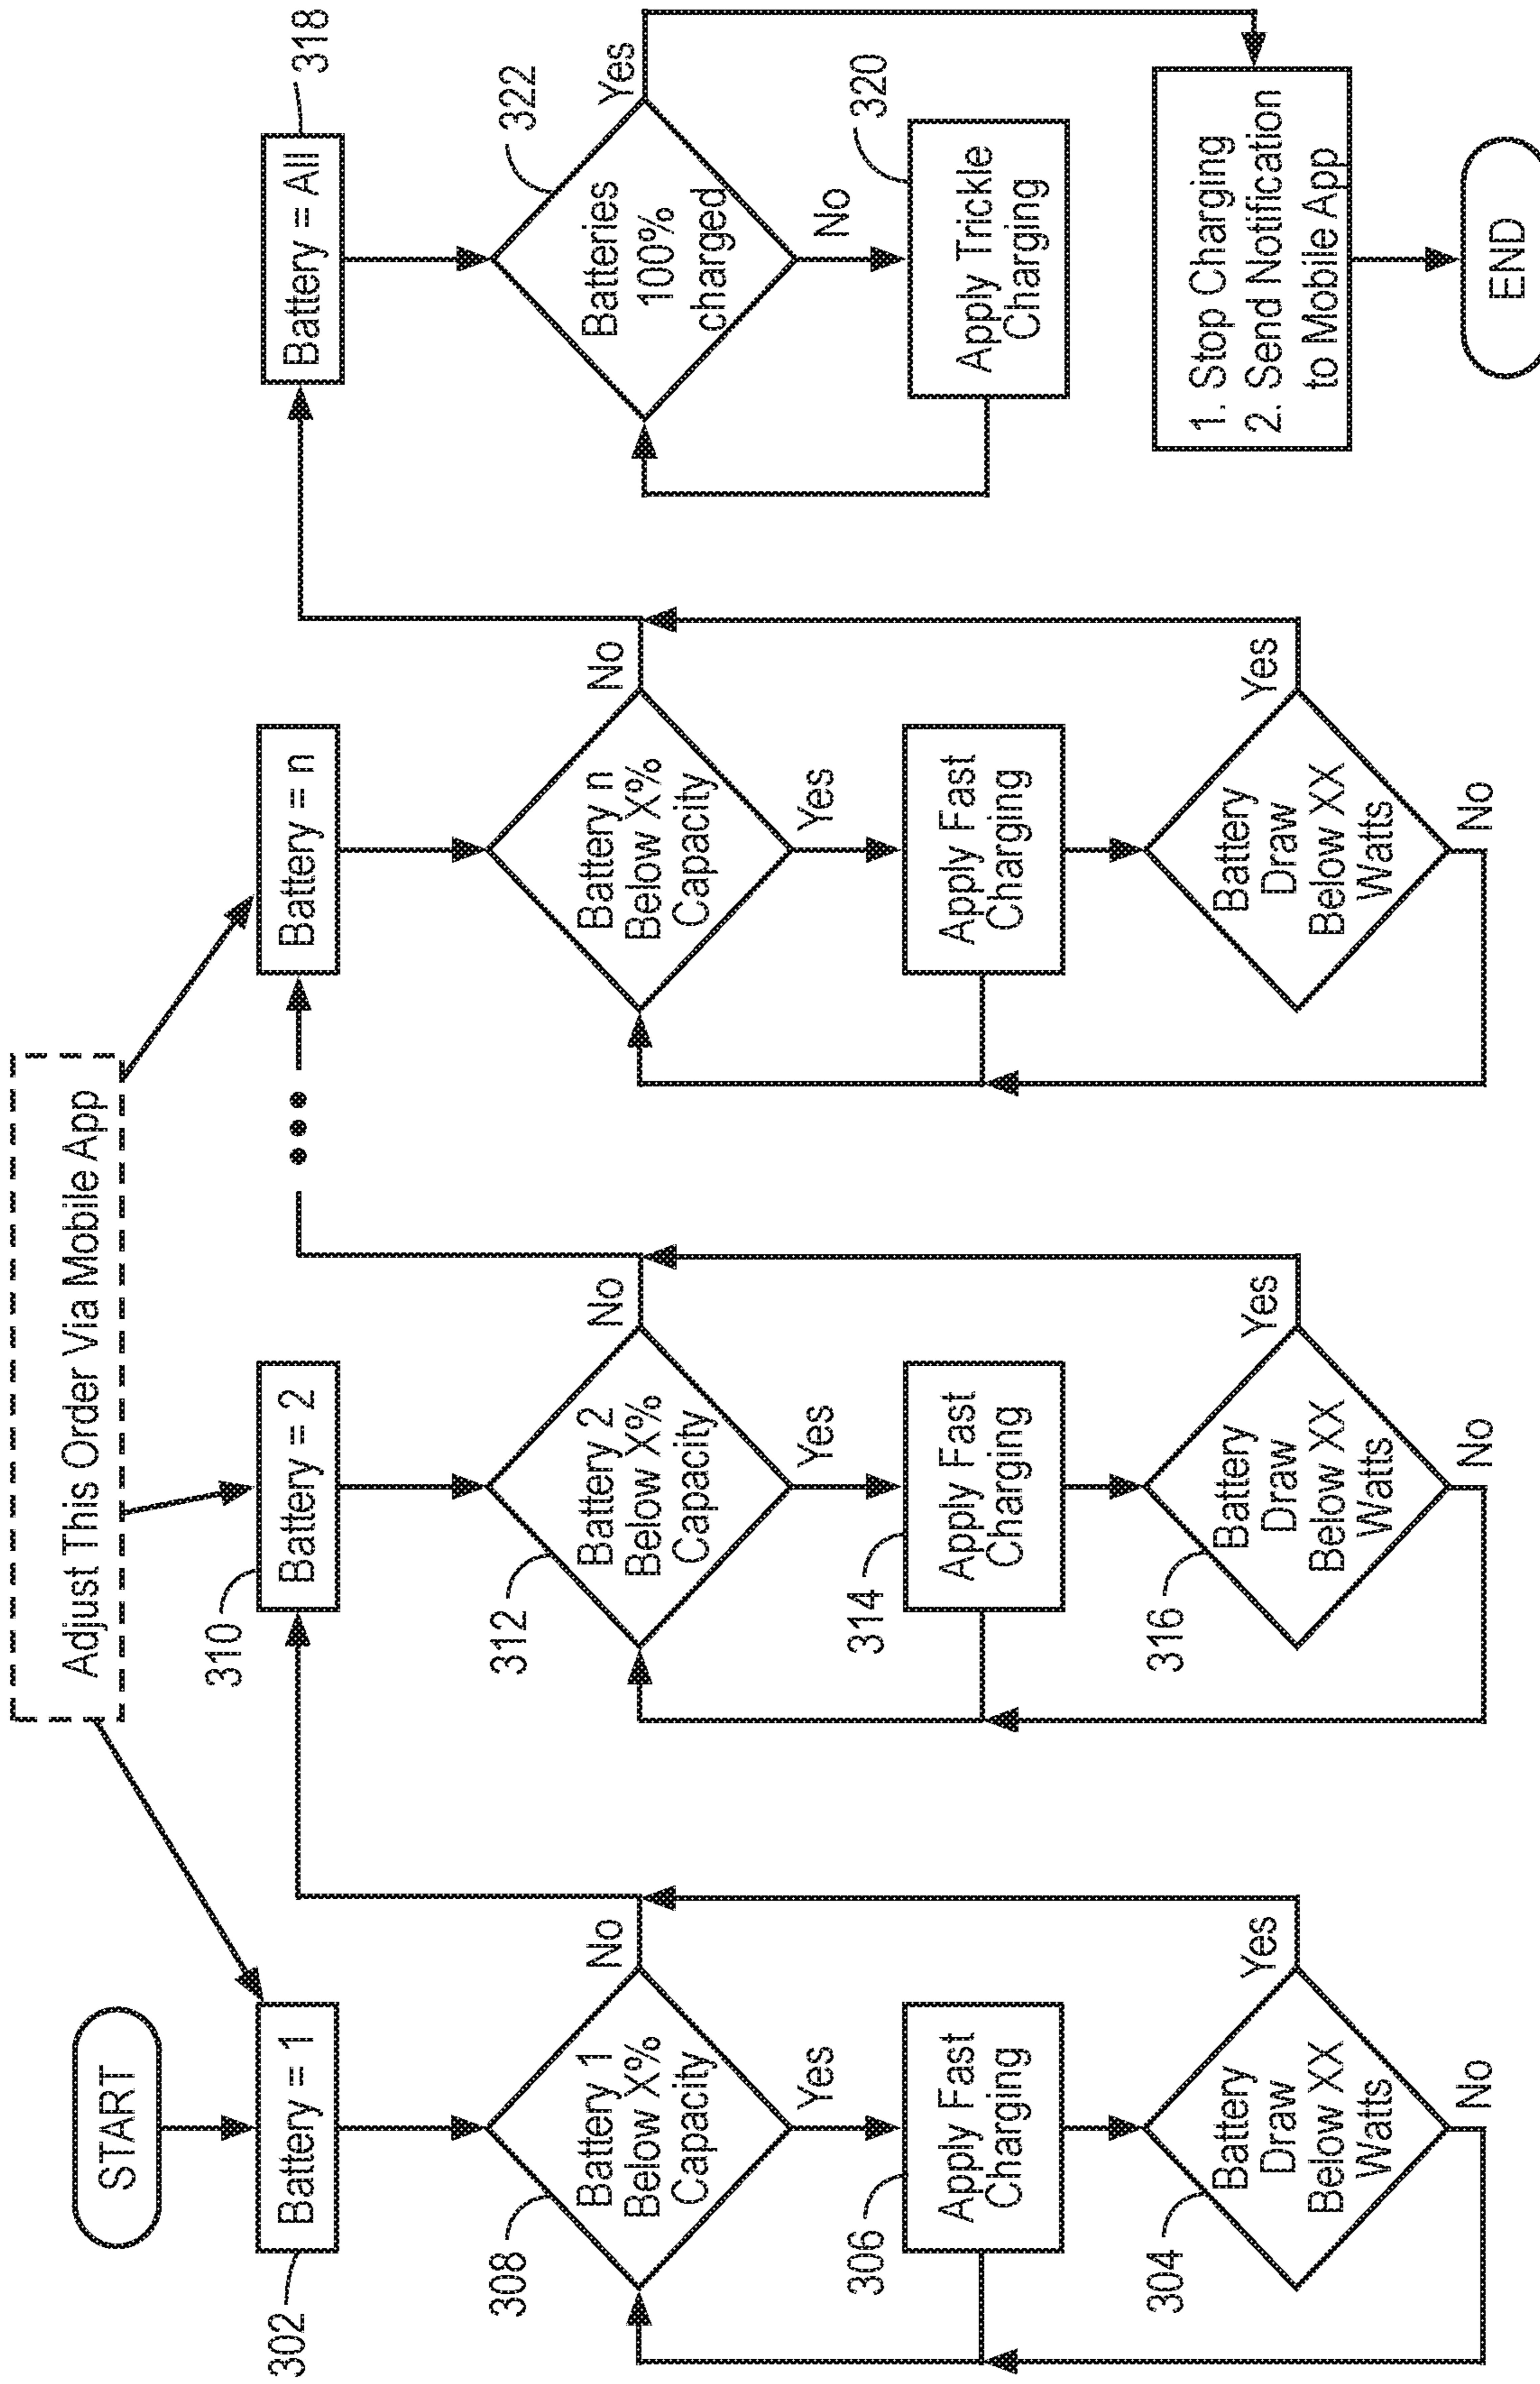 Adjust This Order Via Mobile App
START
302
Battery = 1
308
Battery 1
Below X%
Capacity
No
Yes
306
Apply Fast
Charging
304
Battery
Draw
Below XX
Watts
Yes
No
310
Battery = 2
312
Battery 2
Below X%
Capacity
No
Yes
314
Apply Fast
Charging
316
Battery
Draw
Below XX
Watts
Yes
No
Battery = n
Battery n
Below X%
Capacity
No
Yes
Apply Fast
Charging
Battery
Draw
Below XX
Watts
Yes
No
318
Battery = All
322
Batteries
100%
charged
Yes
No
320
Apply Trickle
Charging
1. Stop Charging
2. Send Notification
to Mobile App
END